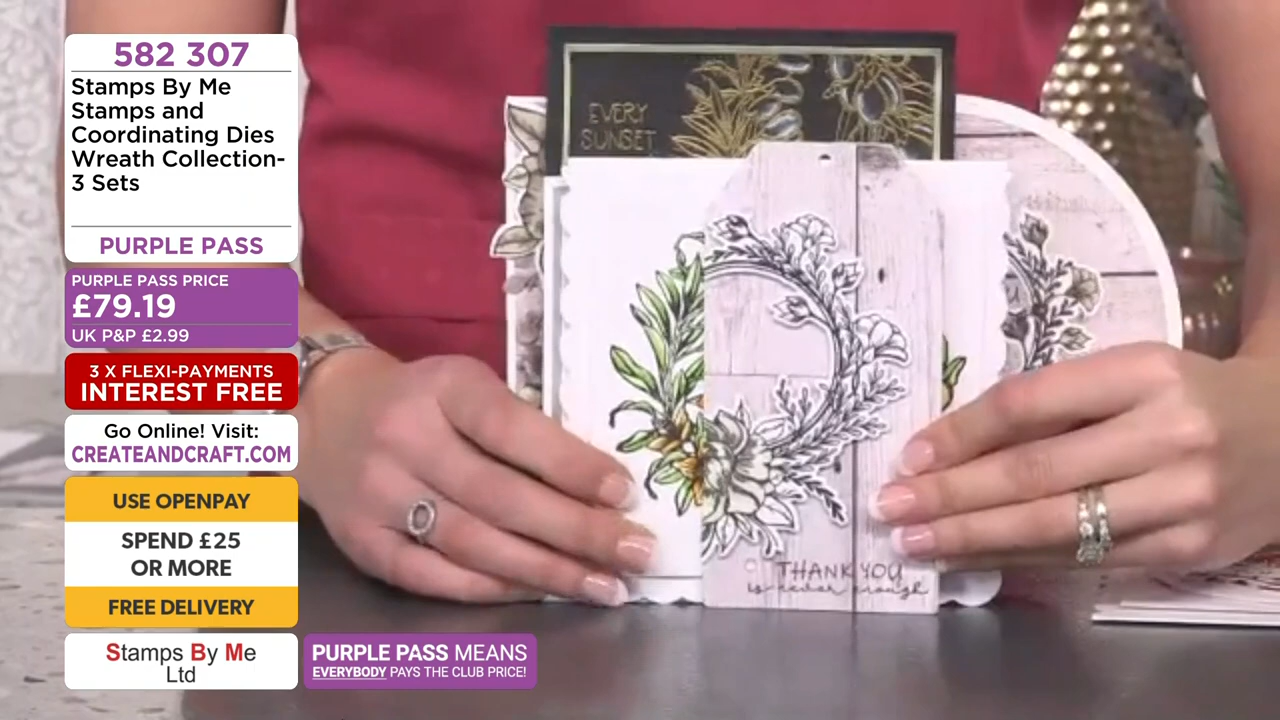 582 307
Stamps By Me
Stamps and
Coordinating Dies
Wreath Collection-
3 Sets
PURPLE PASS
PURPLE PASS PRICE
£79.19
UK P&P £2.99
3 X FLEXI-PAYMENTS
INTEREST FREE
Go Online! Visit:
CREATEANDCRAFT.COM
USE OPENPAY
SPEND £25
OR MORE
FREE DELIVERY
Stamps By Me
Ltd
PURPLE PASS MEANS
EVERYBODY PAYS THE CLUB PRICE!
EVERY
SUNSET
THANK YOU
is never enough